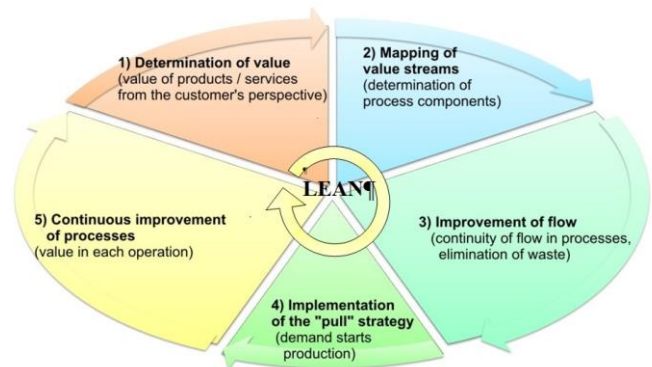 1) Determination of value
(value of products / services
from the customer's perspective)
2) Mapping of
value streams
(determination of
process components)
LEAN¶
3) Improvement of flow
(continuity of flow in processes,
elimination of waste)
4) Implementation
of the "pull" strategy
(demand starts
production)
5) Continuous improvement
of processes
(value in each operation)